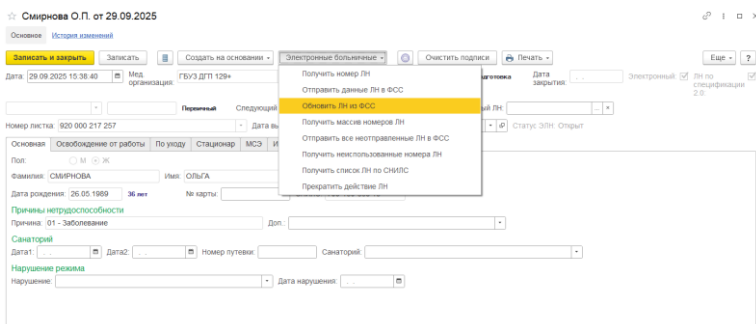 Смирнова О.П. от 29.09.2025
Основное История изменений
Записать и закрыть Записать Создать на основании Электронные больничные Очистить подписи Печать Еще ?
Дата: 29.09.2025 15:38:40 Мед. организация: ГБУЗ ДГП 129+ Дата закрытия: . . Электронный: ЛН по спецификации 2.0:
Получить номер ЛН
Отправить данные ЛН в ФСС
Обновить ЛН из ФСС
Получить массив номеров ЛН
Отправить все неотправленные ЛН в ФСС
Получить неиспользованные номера ЛН
Получить список ЛН по СНИЛС
Прекратить действие ЛН
Первичный Следующий ЛН:
Номер листка: 920 000 217 257 Статус ЭЛН Открыт
Основная Освобождение от работы По уходу Стационар МСЭ
Пол: М Ж
Фамилия: СМИРНОВА Имя: ОЛЬГА
Дата рождения: 26.05.1989 36 лет № карты:
Причины нетрудоспособности
Причина: 01 - Заболевание Доп.:
Санаторий
Дата1: . . Дата2: . . Номер путевки: Санаторий:
Нарушение режима
Нарушение: Дата нарушения: . .